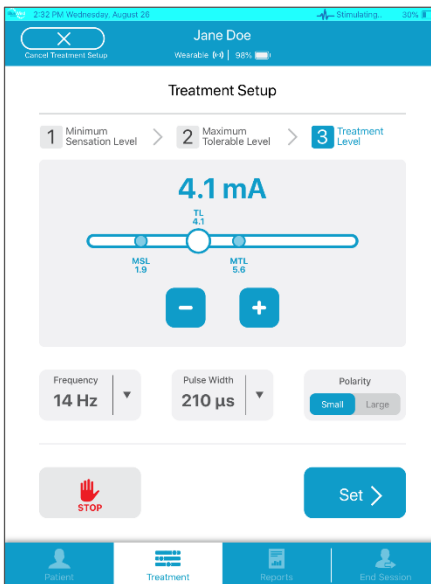 2:32 PM Wednesday, August 26
Stimulating..
30%
Jane Doe
Cancel Treatment Setup
Wearable 98%
Treatment Setup
1 Minimum Sensation Level
2 Maximum Tolerable Level
3 Treatment Level
4.1 mA
TL
4.1
MSL
1.9
MTL
5.6
Frequency
14 Hz
Pulse Width
210 µs
Polarity
Small Large
STOP
Set
Patient
Treatment
Reports
End Session